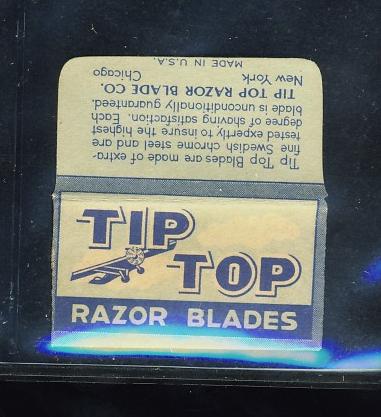 Tip Top Blades are made of extra-
fine Swedish chrome steel and are
tested expertly to insure the highest
degree of shaving satisfaction. Each
blade is unconditionally guaranteed.
TIP TOP RAZOR BLADE CO.
New York Chicago
MADE IN U.S.A.
TIP
TOP
RAZOR BLADES